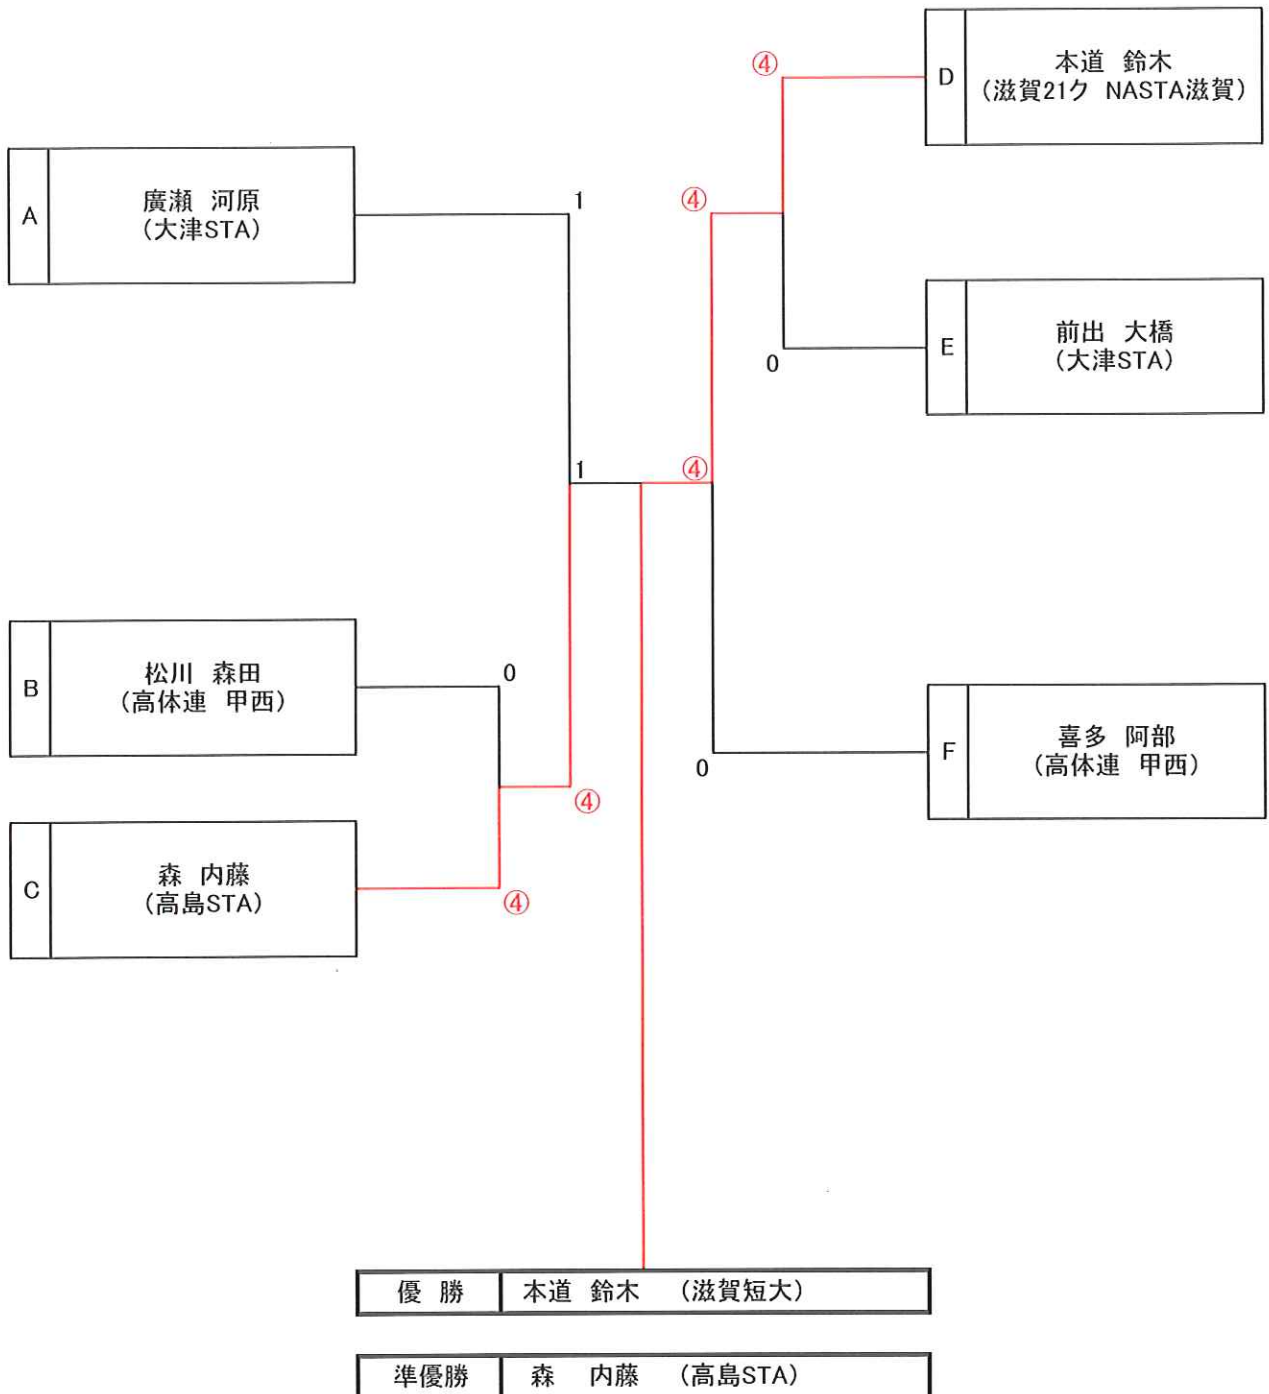 ④
D
本道 鈴木
(滋賀21ク NASTA滋賀)
A
廣瀬 河原
(大津STA)
1
④
E
前出 大橋
(大津STA)
0
1
④
B
松川 森田
(高体連 甲西)
0
F
喜多 阿部
(高体連 甲西)
0
④
C
森 内藤
(高島STA)
④
優 勝 本道 鈴木 (滋賀短大)
準優勝 森 内藤 (高島STA)